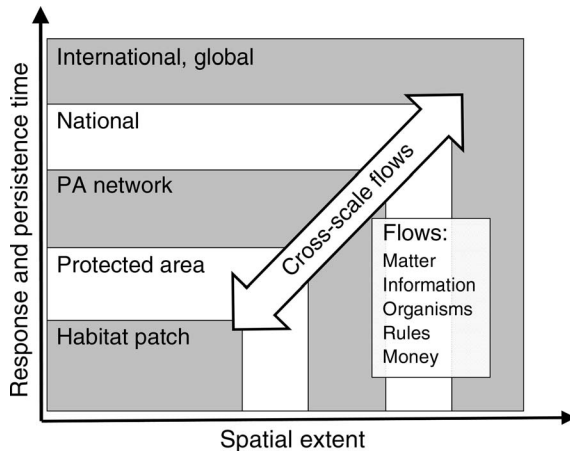 Response and persistence time
International, global
National
PA network
Protected area
Habitat patch
Cross-scale flows
Flows:
Matter
Information
Organisms
Rules
Money
Spatial extent